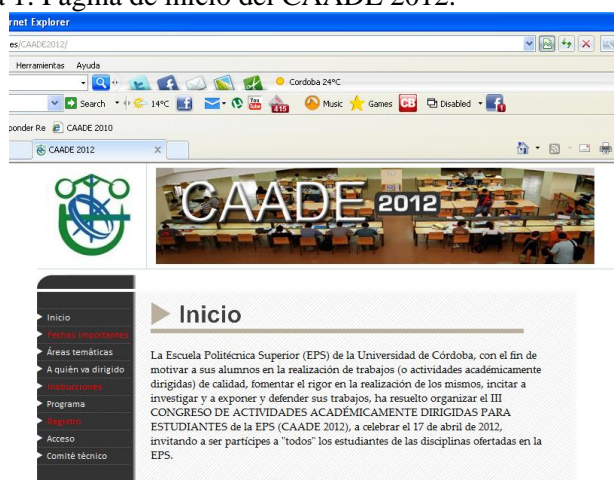 a 1. Página de inicio del CAADE 2012.
rnet Explorer
es/CAADE2012/
Herramientas Ayuda
Cordoba 24°C
Search 14°C You Tube 415 Music Games CB Disabled
ponder Re CAADE 2010
CAADE 2012 X
CAADE 2012
Inicio
Inicio
Fechas importantes
Áreas temáticas
A quién va dirigido
Instrucciones
Programa
Registro
Acceso
Comité técnico
La Escuela Politécnica Superior (EPS) de la Universidad de Córdoba, con el fin de
motivar a sus alumnos en la realización de trabajos (o actividades académicamente
dirigidas) de calidad, fomentar el rigor en la realización de los mismos, incitar a
investigar y a exponer y defender sus trabajos, ha resuelto organizar el III
CONGRESO DE ACTIVIDADES ACADÉMICAMENTE DIRIGIDAS PARA
ESTUDIANTES de la EPS (CAADE 2012), a celebrar el 17 de abril de 2012,
invitando a ser partícipes a "todos" los estudiantes de las disciplinas ofertadas en la
EPS.